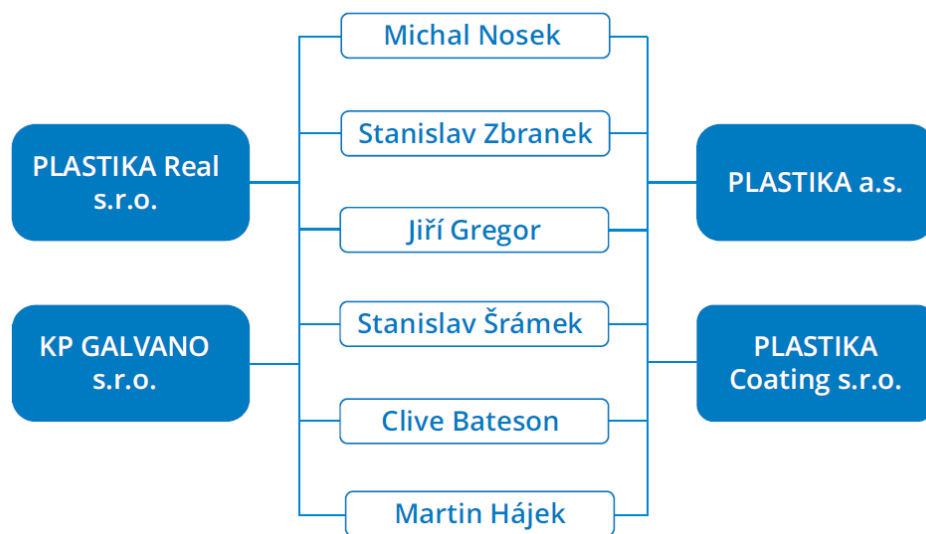 Michal Nosek
Stanislav Zbranek
PLASTIKA Real
s.r.o.
PLASTIKA a.s.
Jiří Gregor
Stanislav Šrámek
KP GALVANO
s.r.o.
PLASTIKA
Coating s.r.o.
Clive Bateson
Martin Hájek